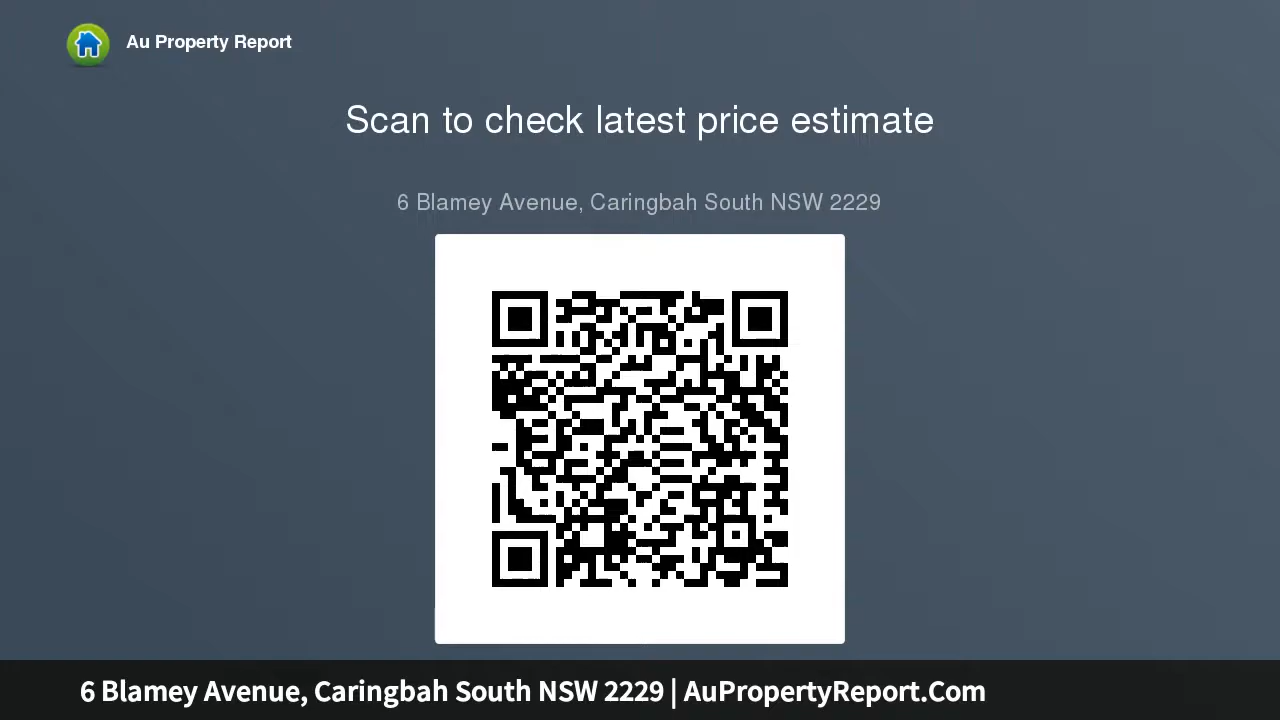 Au Property Report
Scan to check latest price estimate
6 Blamey Avenue, Caringbah South NSW 2229
6 Blamey Avenue, Caringbah South NSW 2229 | AuPropertyReport.Com